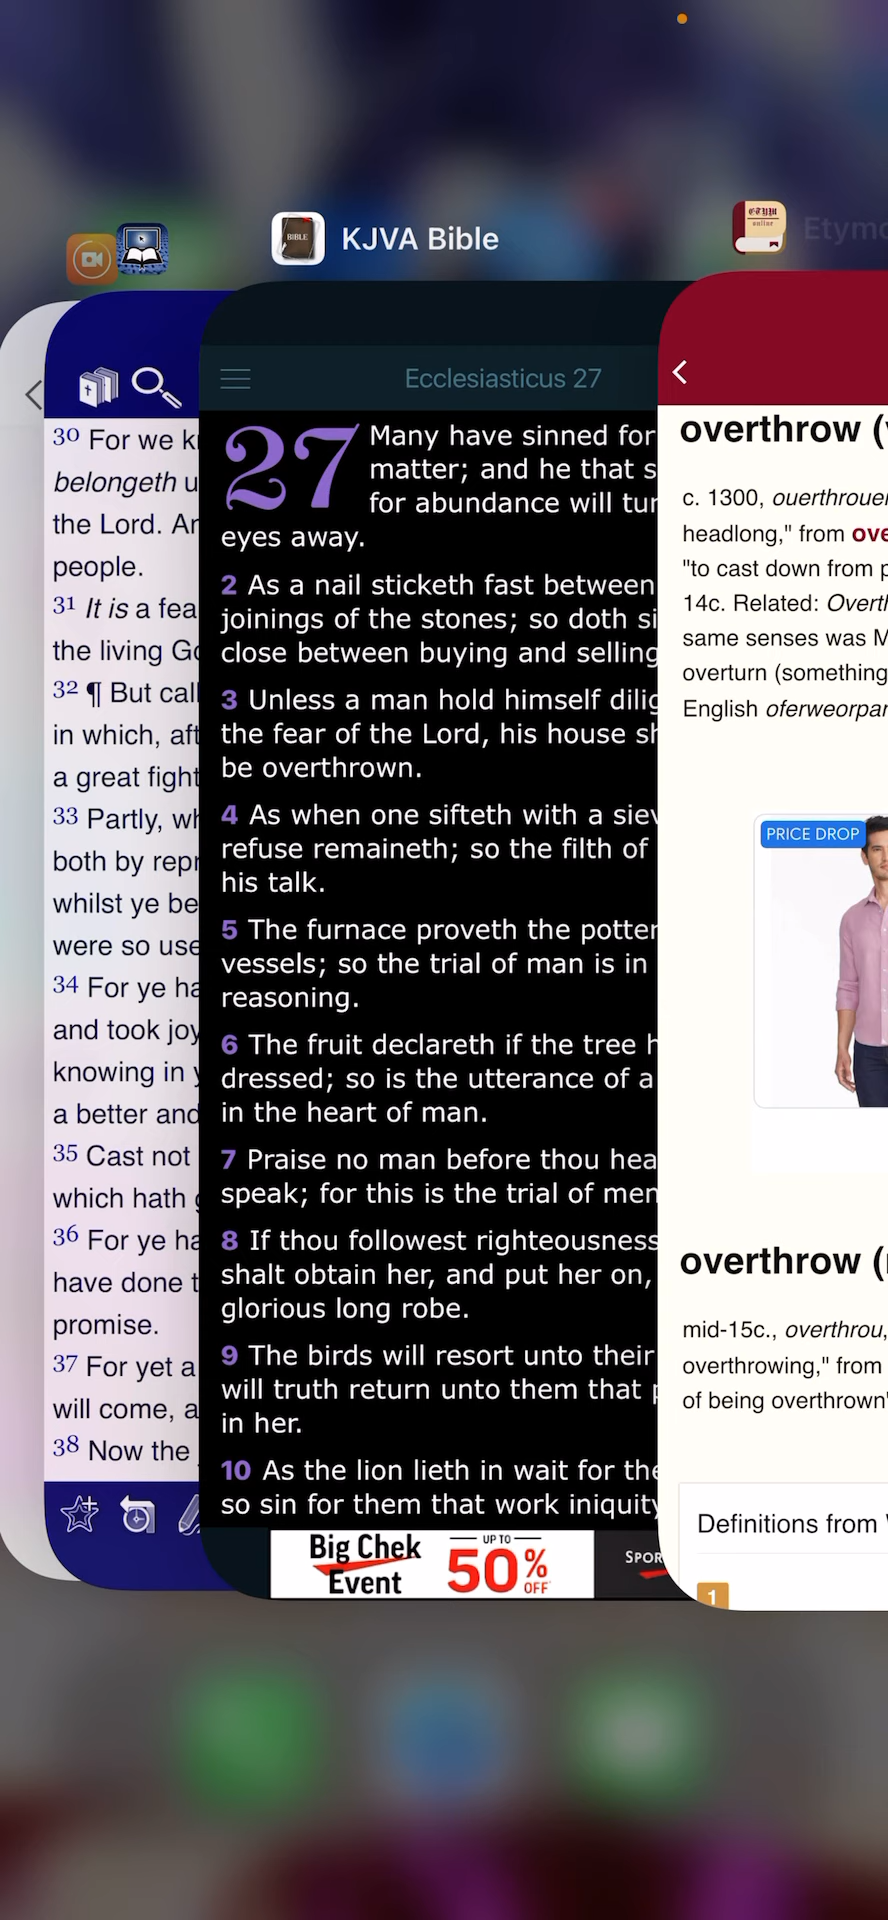 KJVA Bible
ETYM
online
Etymo
BIBLE
30 For we k
belongeth u
the Lord. Ar
people.
31 It is a fea
the living Go
32 ¶ But call
in which, aft
a great fight
33 Partly, wh
both by repr
whilst ye be
were so use
34 For ye ha
and took joy
knowing in y
a better and
35 Cast not
which hath g
36 For ye ha
have done t
promise.
37 For yet a
will come, a
38 Now the
Ecclesiasticus 27
27 Many have sinned for
matter; and he that s
for abundance will tur
eyes away.
2 As a nail sticketh fast between
joinings of the stones; so doth si
close between buying and selling
3 Unless a man hold himself dilig
the fear of the Lord, his house sh
be overthrown.
4 As when one sifteth with a siev
refuse remaineth; so the filth of
his talk.
5 The furnace proveth the potter
vessels; so the trial of man is in
reasoning.
6 The fruit declareth if the tree h
dressed; so is the utterance of a
in the heart of man.
7 Praise no man before thou hea
speak; for this is the trial of men
8 If thou followest righteousness
shalt obtain her, and put her on,
glorious long robe.
9 The birds will resort unto their
will truth return unto them that p
in her.
10 As the lion lieth in wait for the
so sin for them that work iniquity
Big Chek
Event
UP TO
50%
OFF*
SPOR
overthrow (v
c. 1300, ouerthrouen
headlong," from ove
"to cast down from p
14c. Related: Overth
same senses was M
overturn (something
English oferweorpan
PRICE DROP
overthrow (n
mid-15c., overthrou,
overthrowing," from
of being overthrown"
Definitions from W
1